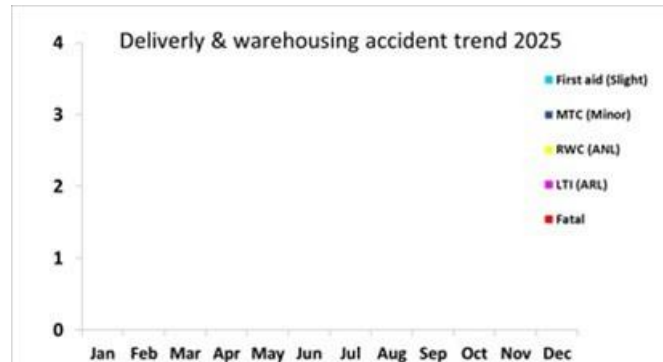 Deliverly & warehousing accident trend 2025
4
3
2
1
0
First aid (Slight)
MTC (Minor)
RWC (ANL)
LTI (ARL)
Fatal
Jan Feb Mar Apr May Jun Jul Aug Sep Oct Nov Dec